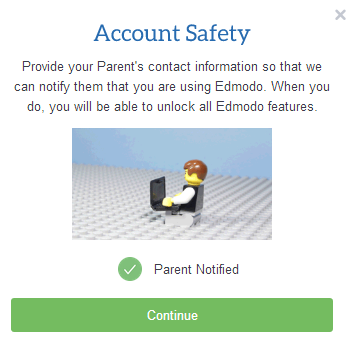 Account Safety
Provide your Parent's contact information so that we
can notify them that you are using Edmodo. When you
do, you will be able to unlock all Edmodo features.
Parent Notified
Continue